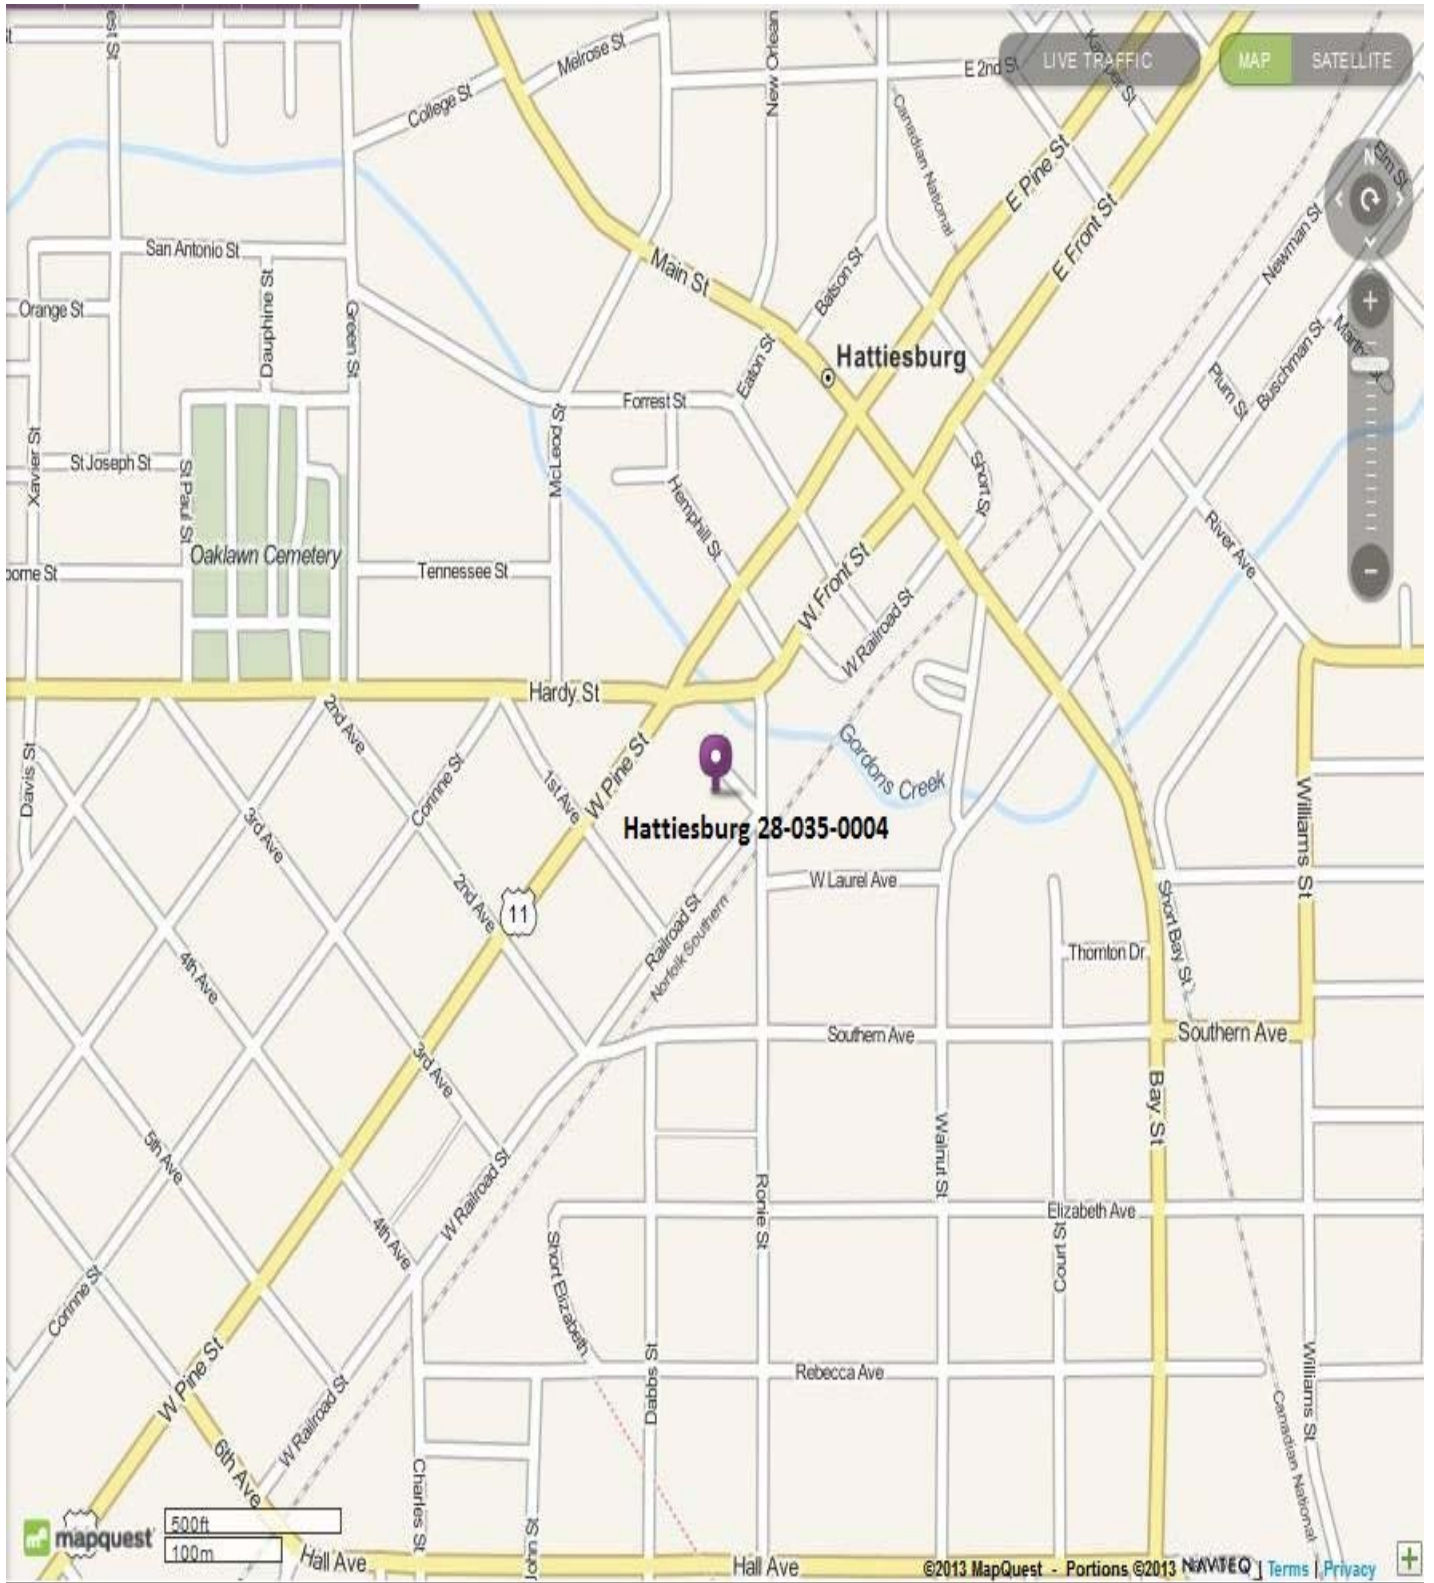 Melrose St
College St
New Orlean
E 2nd S
LIVE TRAFFIC
MAP
SATELLITE
Canadian National
E Pine St
E Front St
N
Elm St
Newman St
San Antonio St
Dauphine St
Orange St
Green St
Main St
Batson St
Eaton St
Hattiesburg
Forrest St
McLeod St
Plum St
Buschman St
Xavier St
St Joseph St
St Paul St
Oaklawn Cemetery
Hemphill St
Short St
River Ave
Tennessee St
W Front St
W Railroad St
Hardy St
2nd Ave
Davis St
Corinne St
1st Ave
W Pine St
3rd Ave
Gordons Creek
Williams St
Hattiesburg 28-035-0004
W Laurel Ave
2nd Ave
11
Railroad St
Norfolk Southern
Short Bay St
Thornton Dr
4th Ave
Southern Ave
Southern Ave
3rd Ave
Bay St
5th Ave
Walnut St
W Railroad St
4th Ave
Ronie St
Elizabeth Ave
Court St
Short Elizabeth
Corinne St
W Pine St
Dabbs St
Rebecca Ave
Williams St
Canadian National
W Railroad St
6th Ave
Charles St
John St
500ft
100m
mapquest
Hall Ave
Hall Ave
©2013 MapQuest - Portions ©2013 NAVTEQ | Terms | Privacy